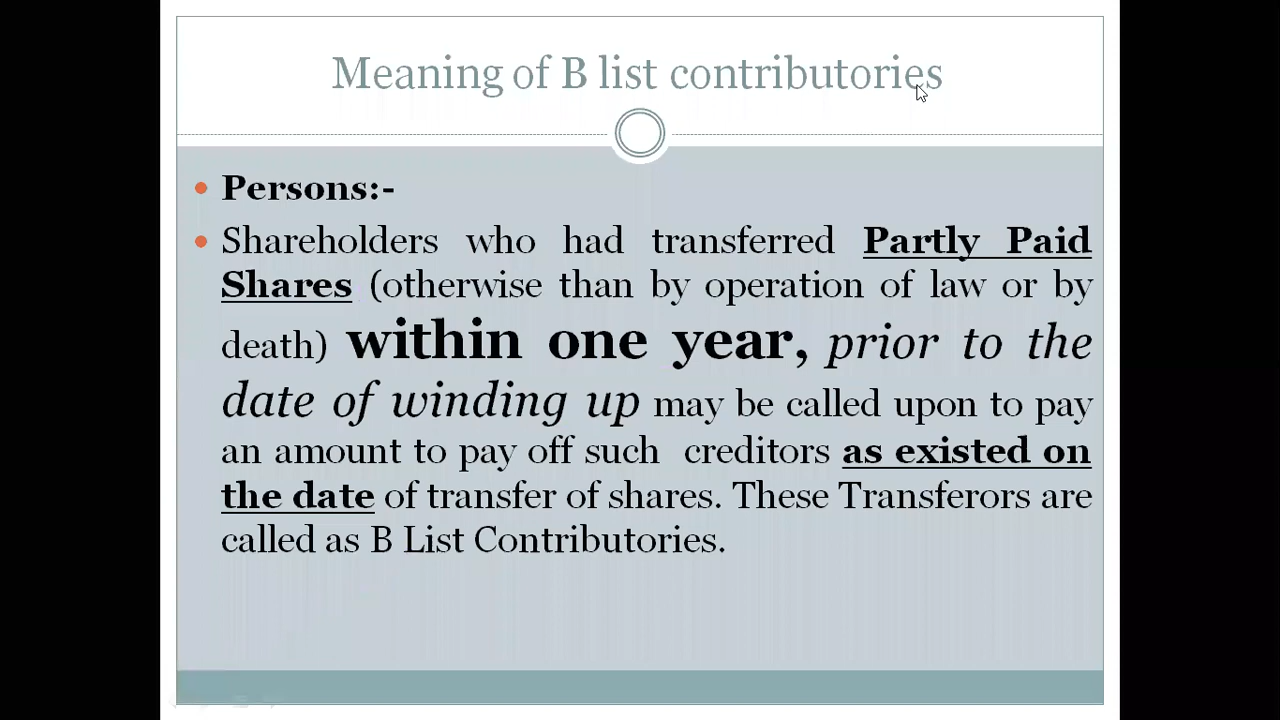 Meaning of B list contributories
Persons:-
Shareholders who had transferred Partly Paid
Shares (otherwise than by operation of law or by
death) within one year, prior to the
date of winding up may be called upon to pay
an amount to pay off such creditors as existed on
the date of transfer of shares. These Transferors are
called as B List Contributories.